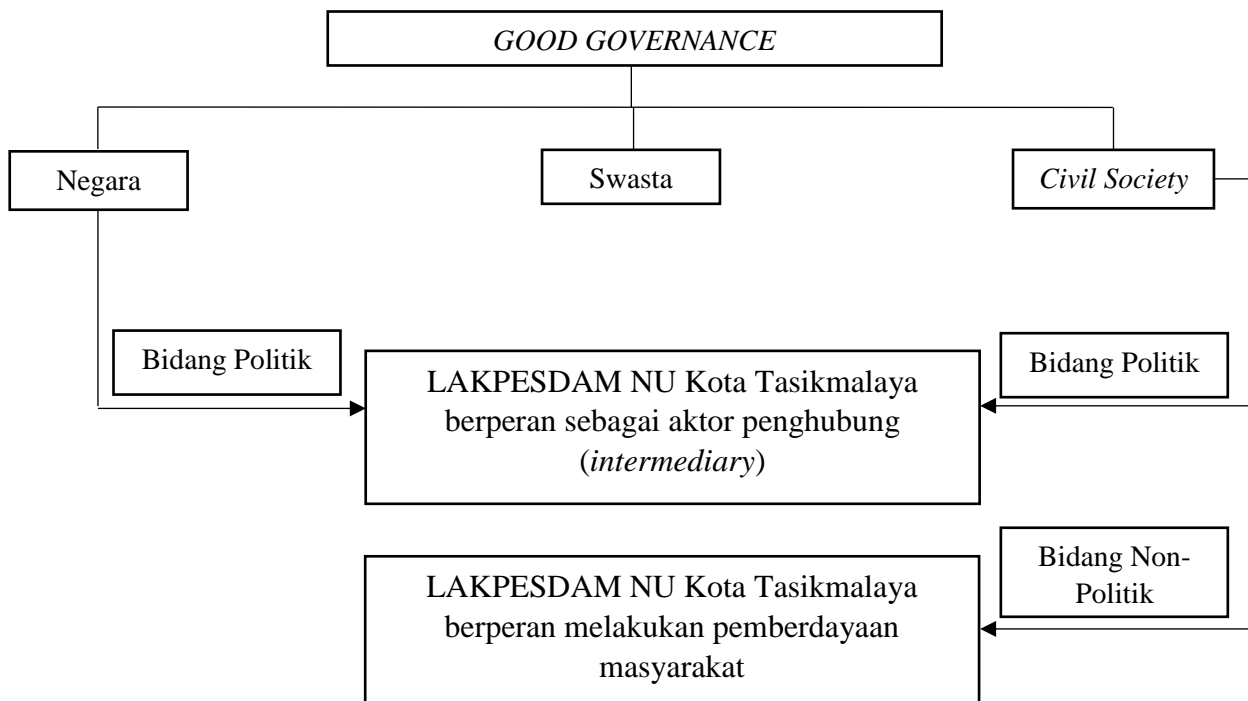 GOOD GOVERNANCE
Negara
Swasta
Civil Society
Bidang Politik
LAKPESDAM NU Kota Tasikmalaya
berperan sebagai aktor penghubung
(intermediary)
Bidang Politik
LAKPESDAM NU Kota Tasikmalaya
berperan melakukan pemberdayaan
masyarakat
Bidang Non-
Politik